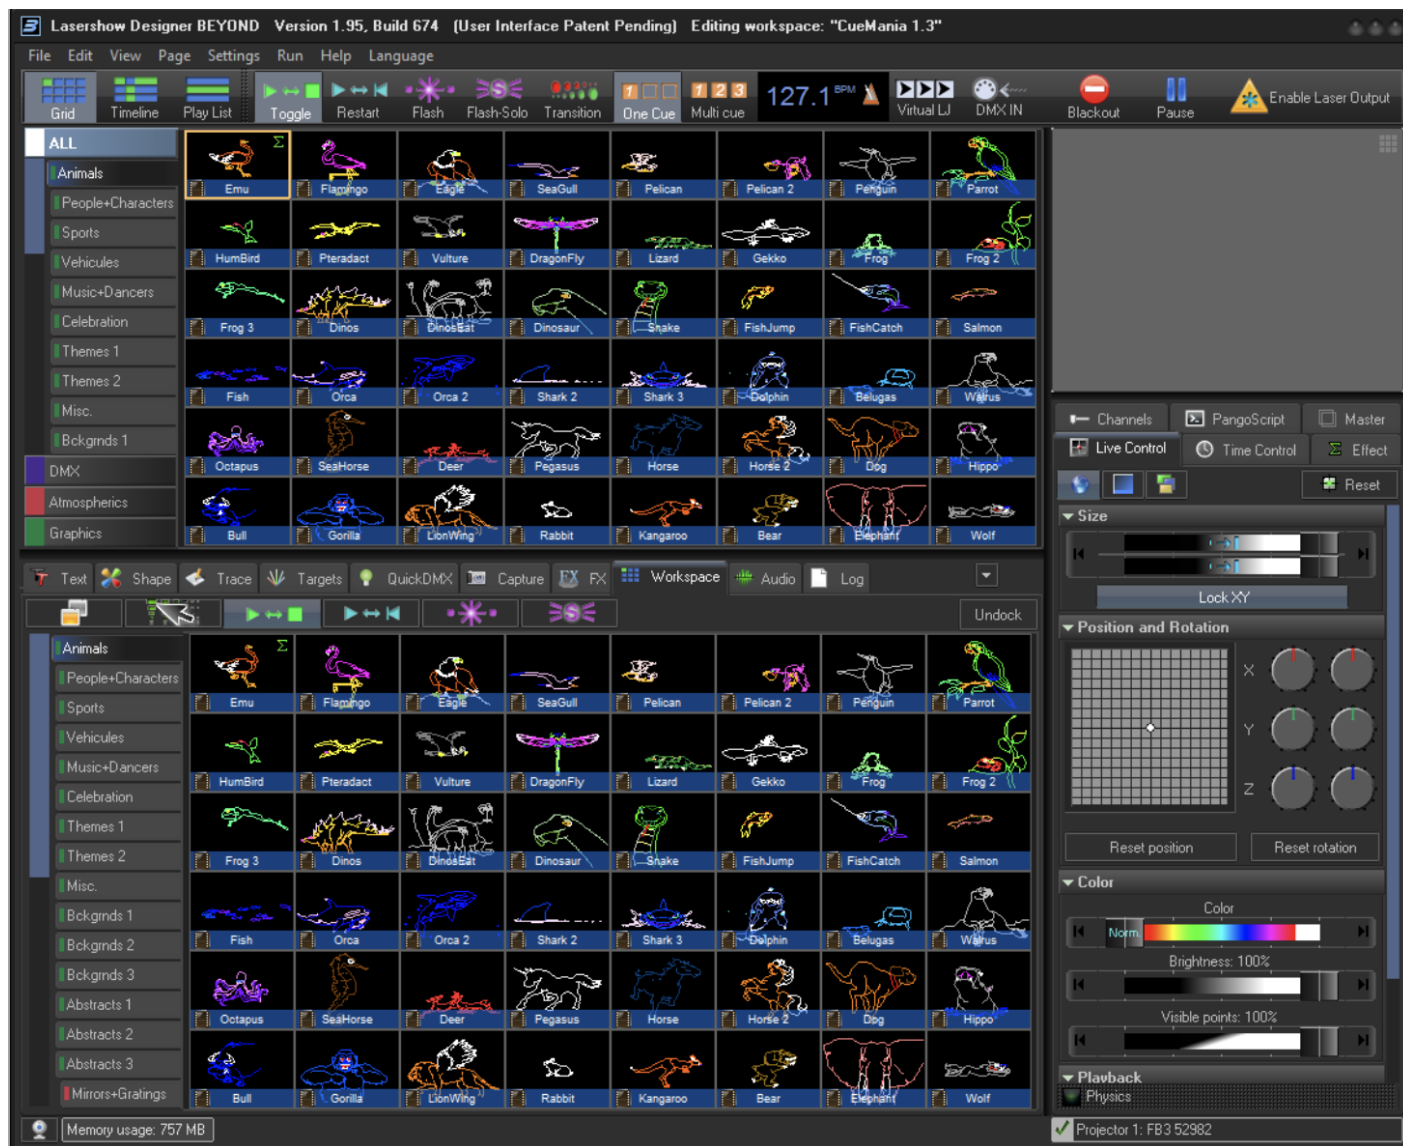 Lasershow Designer BEYOND Version 1.95, Build 674 (User Interface Patent Pending) Editing workspace: "CueMania 1.3"
File Edit View Page Settings Run Help Language
Grid Timeline Play List Toggle Restart Flash Flash-Solo Transition One Cue Multi cue 127.1 BPM Virtual LJ DMX IN Blackout Pause Enable Laser Output
ALL
Animals
People+Characters
Sports
Vehicules
Music+Dancers
Celebration
Themes 1
Themes 2
Misc.
Bckgrnds 1
DMX
Atmospherics
Graphics
Emu Flamingo Eagle SeaGull Pelican Pelican 2 Penguin Parrot
HumBird Pteradact Vulture DragonFly Lizard Gekko Frog Frog 2
Frog 3 Dinos DinosEat Dinosaur Snake FishJump FishCatch Salmon
Fish Orca Orca 2 Shark 2 Shark 3 Dolphin Belugas Walrus
Octapus SeaHorse Deer Pegasus Horse Horse 2 Dog Hippo
Bull Gorilla LionWing Rabbit Kangaroo Bear Elephant Wolf
Channels PangoScript Master
Live Control Time Control Effect
Reset
Size
Lock XY
Position and Rotation
X
Y
Z
Reset position Reset rotation
Color
Color
Norm.
Brightness: 100%
Visible points: 100%
Playback
Physics
Text Shape Trace Targets QuickDMX Capture FX Workspace Audio Log
Undock
Animals
People+Characters
Sports
Vehicules
Music+Dancers
Celebration
Themes 1
Themes 2
Misc.
Bckgrnds 1
Bckgrnds 2
Bckgrnds 3
Abstracts 1
Abstracts 2
Abstracts 3
Mirrors+Gratings
Emu Flamingo Eagle SeaGull Pelican Pelican 2 Penguin Parrot
HumBird Pteradact Vulture DragonFly Lizard Gekko Frog Frog 2
Frog 3 Dinos DinosEat Dinosaur Snake FishJump FishCatch Salmon
Fish Orca Orca 2 Shark 2 Shark 3 Dolphin Belugas Walrus
Octapus SeaHorse Deer Pegasus Horse Horse 2 Dog Hippo
Bull Gorilla LionWing Rabbit Kangaroo Bear Elephant Wolf
Memory usage: 757 MB
Projector 1: FB3 52982